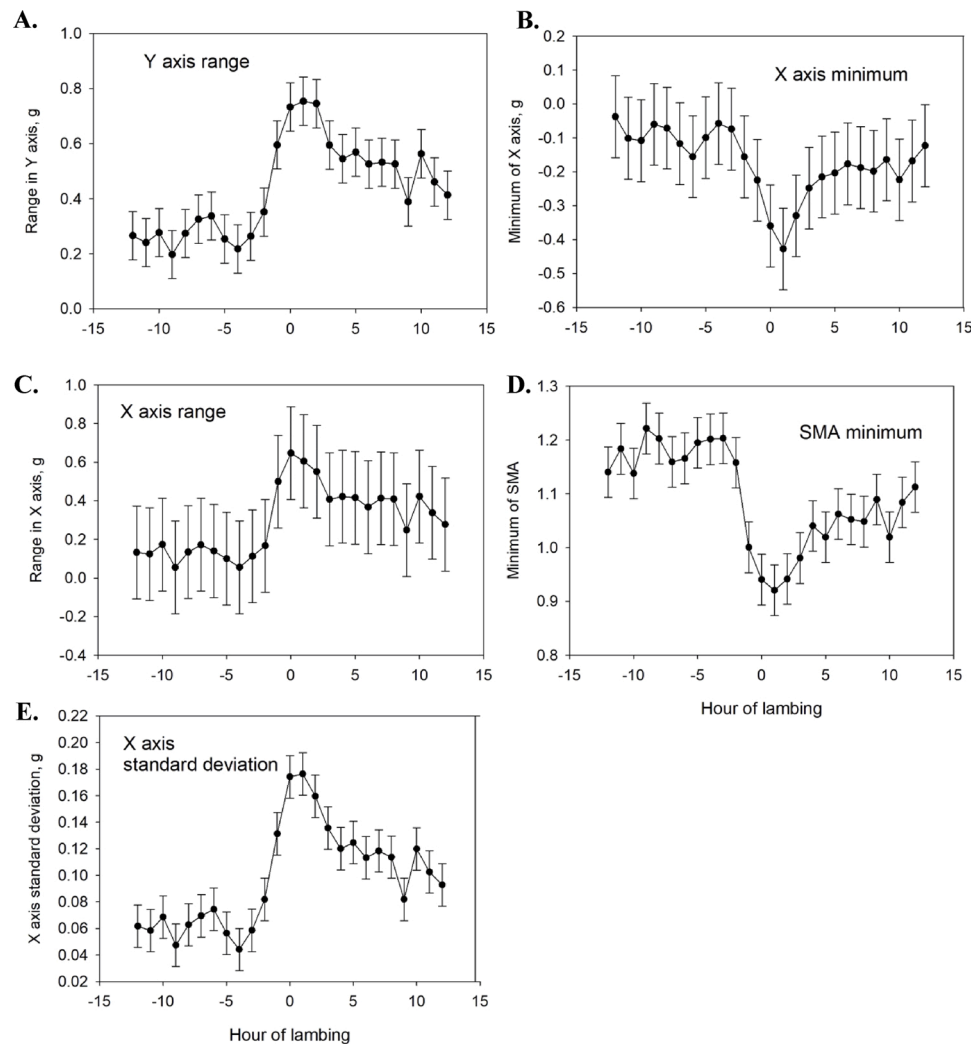 A.
Y axis range
Range in Y axis, g
1.0
0.8
0.6
0.4
0.2
0.0
-15 -10 -5 0 5 10 15
B.
X axis minimum
Minimum of X axis, g
0.2
0.1
0.0
-0.1
-0.2
-0.3
-0.4
-0.5
-0.6
-15 -10 -5 0 5 10 15
C.
X axis range
Range in X axis, g
1.0
0.8
0.6
0.4
0.2
0.0
-0.2
-0.4
-15 -10 -5 0 5 10 15
D.
SMA minimum
Minimum of SMA
1.3
1.2
1.1
1.0
0.9
0.8
-15 -10 -5 0 5 10 15
Hour of lambing
E.
X axis
standard deviation
X axis standard deviation, g
0.22
0.20
0.18
0.16
0.14
0.12
0.10
0.08
0.06
0.04
0.02
-15 -10 -5 0 5 10 15
Hour of lambing